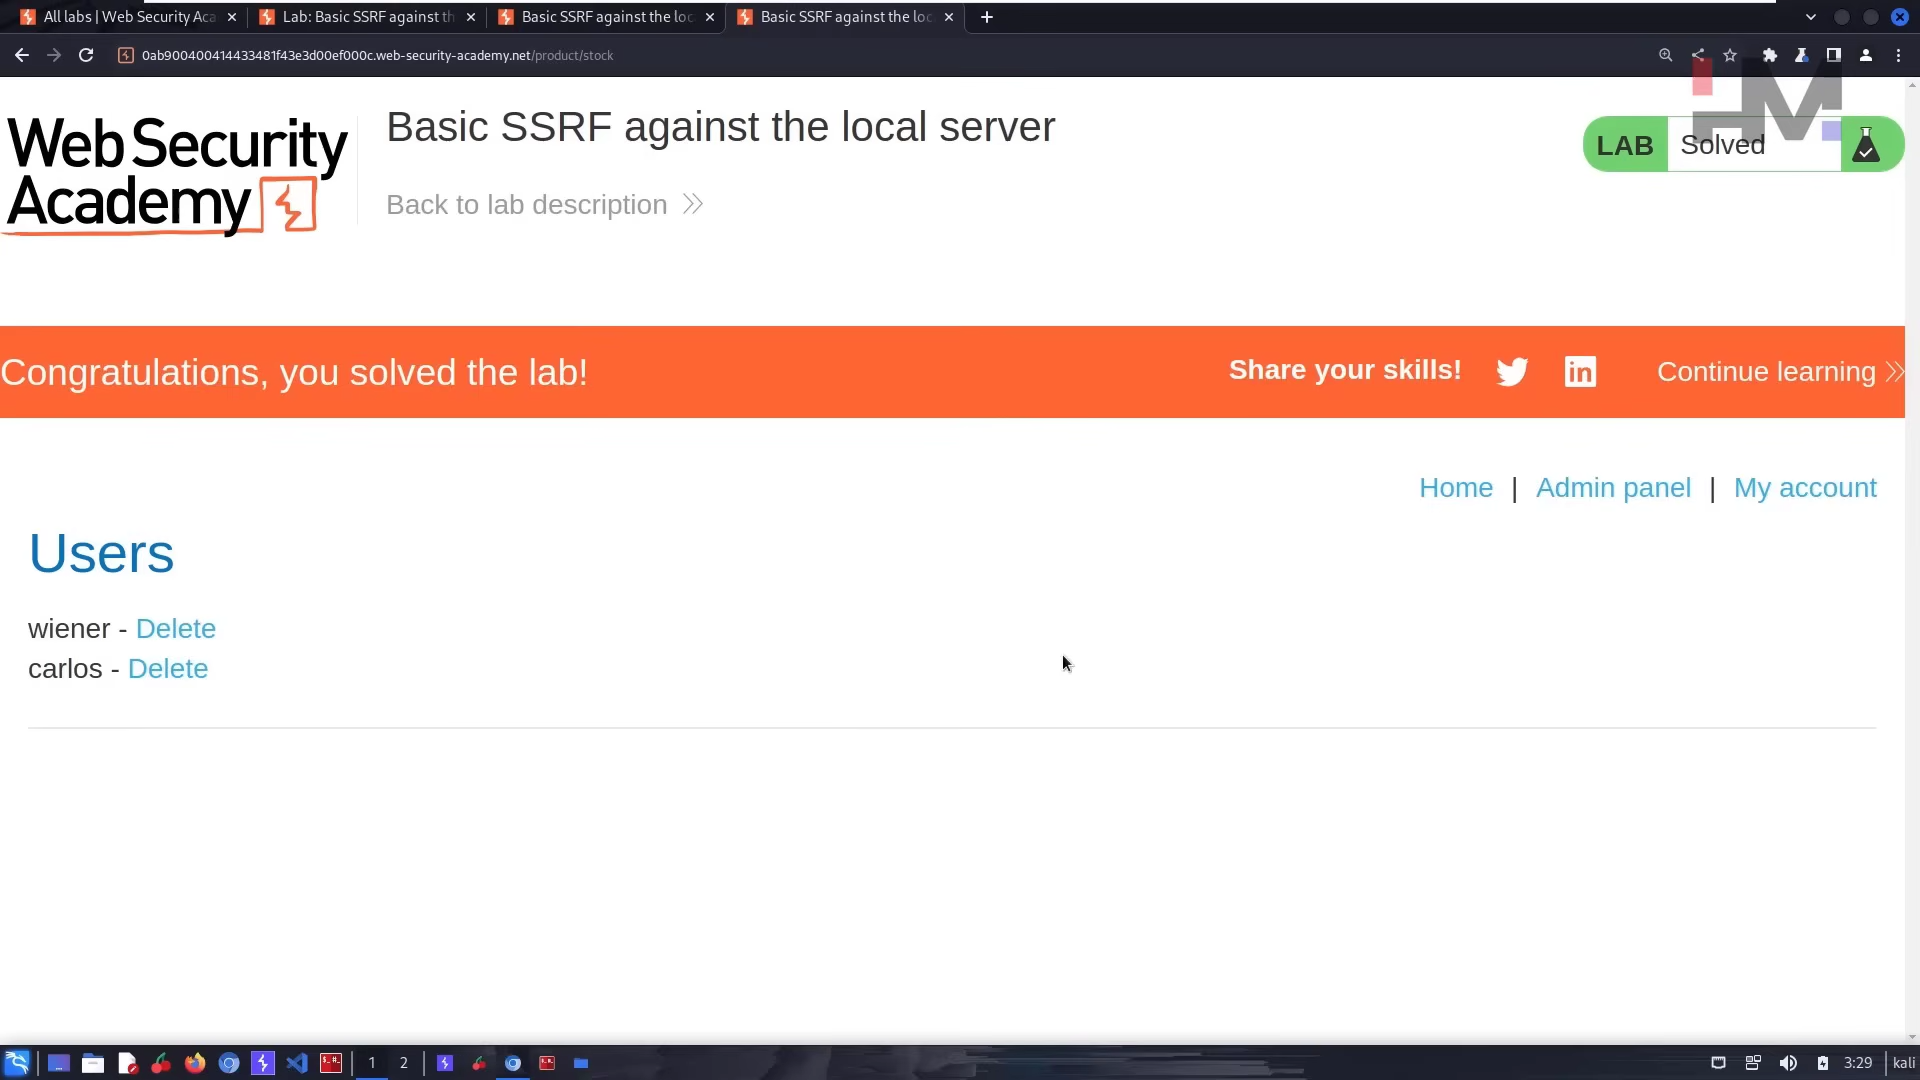 All labs | Web Security Aca
Lab: Basic SSRF against th
Basic SSRF against the loc
Basic SSRF against the loc
0ab900400414433481f43e3d00ef000c.web-security-academy.net/product/stock
Web Security
Academy
Basic SSRF against the local server
Back to lab description
LAB Solved
Congratulations, you solved the lab!
Share your skills!
Continue learning
Home | Admin panel | My account
Users
wiener - Delete
carlos - Delete
1 2
3:29 kali